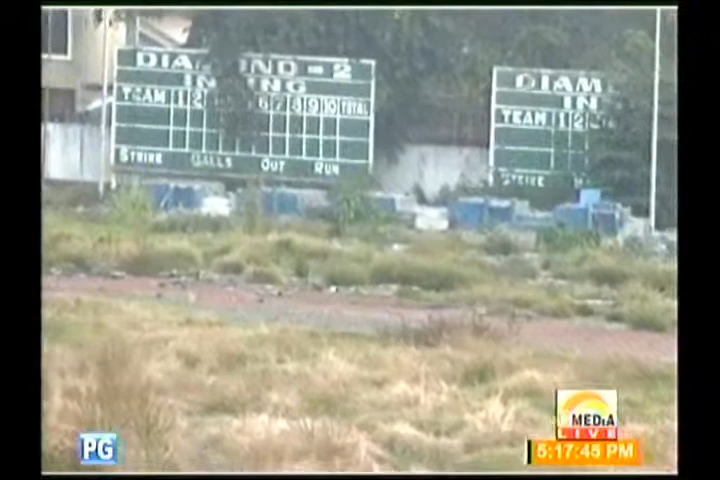 DIAMOND - 2
INNING
TEAM 1 2 6 7 8 9 10 TOTAL
STRIKE BALLS OUT RUN
DIAM
IN
TEAM 1 2
STRIKE
PG
MEDIA
LIVE
5:17:45 PM